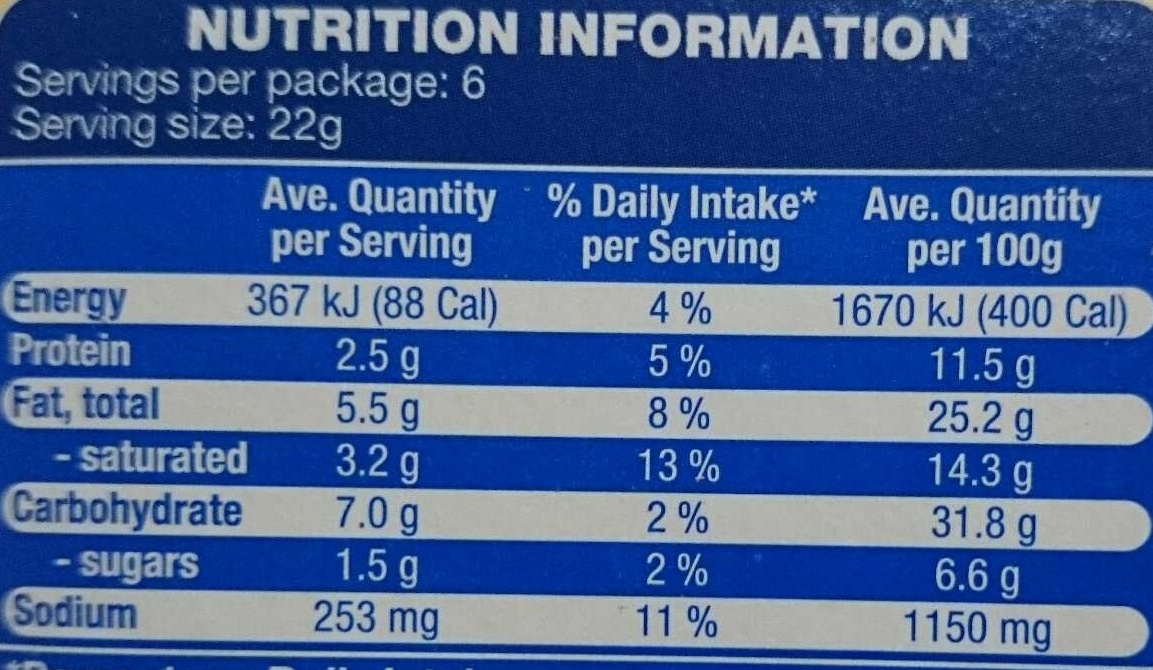 NUTRITION INFORMATION
Servings per package: 6
Serving size: 22g
Ave. Quantity % Daily Intake* Ave. Quantity
per Serving per Serving per 100g
Energy 367 kJ (88 Cal) 4 % 1670 kJ (400 Cal)
Protein 2.5 g 5 % 11.5 g
Fat, total 5.5 g 8 % 25.2 g
- saturated 3.2 g 13 % 14.3 g
Carbohydrate 7.0 g 2 % 31.8 g
- sugars 1.5 g 2 % 6.6 g
Sodium 253 mg 11 % 1150 mg